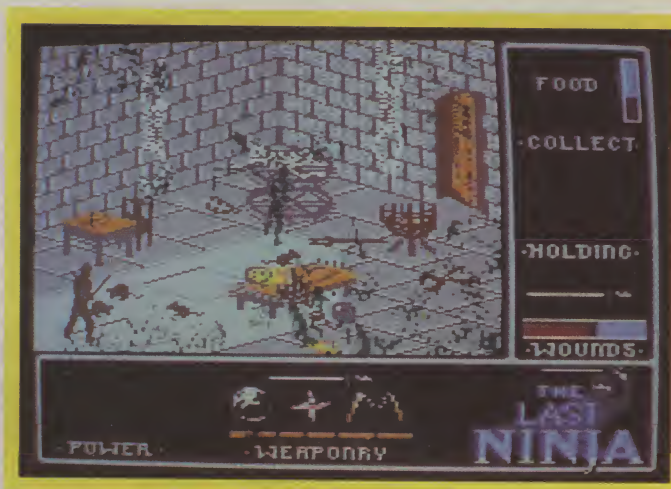 FOOD
·COLLECT·
·HOLDING·
·WOUNDS·
·POWER·
·WEAPONRY
THE
LAST
NINJA